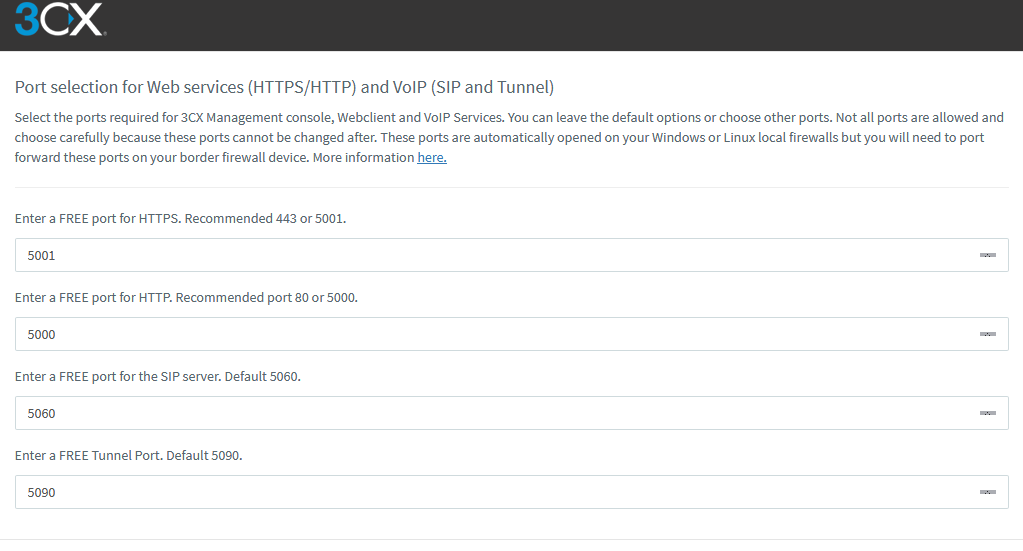 3CX
Port selection for Web services (HTTPS/HTTP) and VoIP (SIP and Tunnel)
Select the ports required for 3CX Management console, Webclient and VoIP Services. You can leave the default options or choose other ports. Not all ports are allowed and
choose carefully because these ports cannot be changed after. These ports are automatically opened on your Windows or Linux local firewalls but you will need to port
forward these ports on your border firewall device. More information here.
Enter a FREE port for HTTPS. Recommended 443 or 5001.
5001
Enter a FREE port for HTTP. Recommended port 80 or 5000.
5000
Enter a FREE port for the SIP server. Default 5060.
5060
Enter a FREE Tunnel Port. Default 5090.
5090